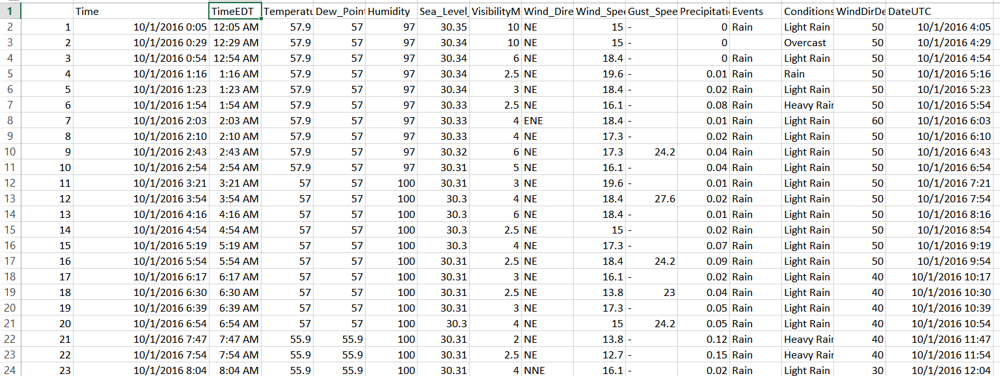 1 Time TimeEDT Temperatu Dew_Poin Humidity Sea_Level_ VisibilityM Wind_Dire Wind_Spee Gust_Spee Precipitati Events Conditions WindDirDe DateUTC
2 1 10/1/2016 0:05 12:05 AM 57.9 57 97 30.35 10 NE 15 - 0 Rain Light Rain 50 10/1/2016 4:05
3 2 10/1/2016 0:29 12:29 AM 57.9 57 97 30.34 10 NE 15 - 0 Overcast 50 10/1/2016 4:29
4 3 10/1/2016 0:54 12:54 AM 57.9 57 97 30.34 6 NE 18.4 - 0 Rain Light Rain 50 10/1/2016 4:54
5 4 10/1/2016 1:16 1:16 AM 57.9 57 97 30.34 2.5 NE 19.6 - 0.01 Rain Rain 50 10/1/2016 5:16
6 5 10/1/2016 1:23 1:23 AM 57.9 57 97 30.34 3 NE 18.4 - 0.02 Rain Light Rain 50 10/1/2016 5:23
7 6 10/1/2016 1:54 1:54 AM 57.9 57 97 30.33 2.5 NE 16.1 - 0.08 Rain Heavy Rain 50 10/1/2016 5:54
8 7 10/1/2016 2:03 2:03 AM 57.9 57 97 30.33 4 ENE 18.4 - 0.01 Rain Light Rain 60 10/1/2016 6:03
9 8 10/1/2016 2:10 2:10 AM 57.9 57 97 30.33 4 NE 17.3 - 0.02 Rain Light Rain 50 10/1/2016 6:10
10 9 10/1/2016 2:43 2:43 AM 57.9 57 97 30.32 6 NE 17.3 24.2 0.04 Rain Light Rain 50 10/1/2016 6:43
11 10 10/1/2016 2:54 2:54 AM 57.9 57 97 30.31 5 NE 16.1 - 0.04 Rain Light Rain 50 10/1/2016 6:54
12 11 10/1/2016 3:21 3:21 AM 57 57 100 30.31 3 NE 19.6 - 0.01 Rain Light Rain 50 10/1/2016 7:21
13 12 10/1/2016 3:54 3:54 AM 57 57 100 30.3 4 NE 18.4 27.6 0.02 Rain Light Rain 50 10/1/2016 7:54
14 13 10/1/2016 4:16 4:16 AM 57 57 100 30.3 6 NE 18.4 - 0.01 Rain Light Rain 50 10/1/2016 8:16
15 14 10/1/2016 4:54 4:54 AM 57 57 100 30.3 2.5 NE 15 - 0.02 Rain Light Rain 50 10/1/2016 8:54
16 15 10/1/2016 5:19 5:19 AM 57 57 100 30.3 4 NE 17.3 - 0.07 Rain Light Rain 50 10/1/2016 9:19
17 16 10/1/2016 5:54 5:54 AM 57 57 100 30.31 2.5 NE 18.4 24.2 0.09 Rain Light Rain 50 10/1/2016 9:54
18 17 10/1/2016 6:17 6:17 AM 57 57 100 30.31 3 NE 16.1 - 0.02 Rain Light Rain 40 10/1/2016 10:17
19 18 10/1/2016 6:30 6:30 AM 57 57 100 30.31 2.5 NE 13.8 23 0.04 Rain Light Rain 40 10/1/2016 10:30
20 19 10/1/2016 6:39 6:39 AM 57 57 100 30.31 3 NE 17.3 - 0.05 Rain Light Rain 40 10/1/2016 10:39
21 20 10/1/2016 6:54 6:54 AM 57 57 100 30.3 4 NE 15 24.2 0.05 Rain Light Rain 40 10/1/2016 10:54
22 21 10/1/2016 7:47 7:47 AM 55.9 55.9 100 30.31 2 NE 13.8 - 0.12 Rain Heavy Rain 40 10/1/2016 11:47
23 22 10/1/2016 7:54 7:54 AM 55.9 55.9 100 30.31 2.5 NE 12.7 - 0.15 Rain Heavy Rain 40 10/1/2016 11:54
24 23 10/1/2016 8:04 8:04 AM 55.9 55.9 100 30.31 4 NNE 16.1 - 0.02 Rain Light Rain 30 10/1/2016 12:04